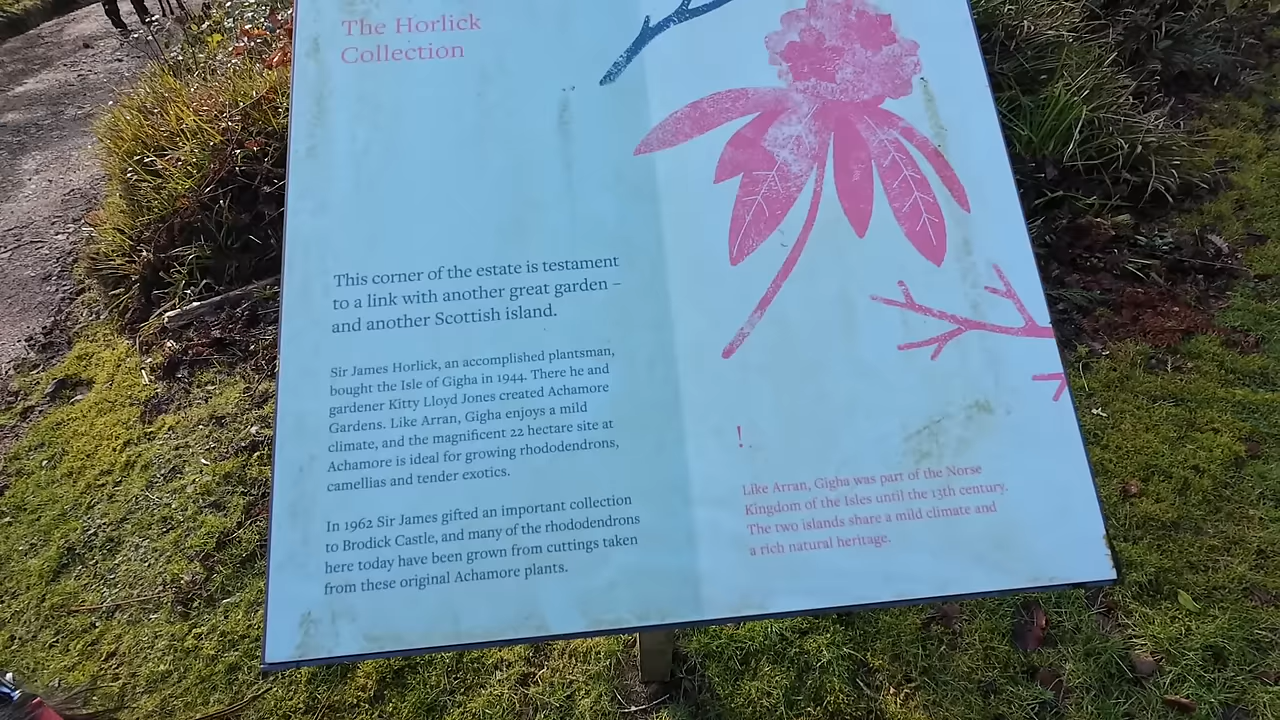 The Horlick
Collection
This corner of the estate is testament
to a link with another great garden –
and another Scottish island.
Sir James Horlick, an accomplished plantsman,
bought the Isle of Gigha in 1944. There he and
gardener Kitty Lloyd Jones created Achamore
Gardens. Like Arran, Gigha enjoys a mild
climate, and the magnificent 22 hectare site at
Achamore is ideal for growing rhododendrons,
camellias and tender exotics.
In 1962 Sir James gifted an important collection
to Brodick Castle, and many of the rhododendrons
here today have been grown from cuttings taken
from these original Achamore plants.
!
Like Arran, Gigha was part of the Norse
Kingdom of the Isles until the 13th century.
The two islands share a mild climate and
a rich natural heritage.